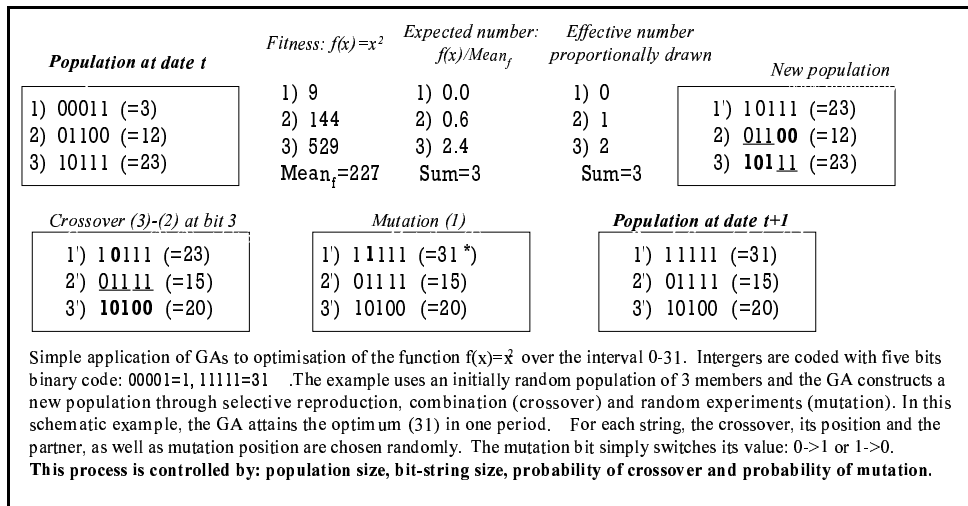 Population at date t
1) 00011 (=3)
2) 01100 (=12)
3) 10111 (=23)
Fitness: f(x)=x²
1) 9
2) 144
3) 529
Mean_f=227
Expected number:
f(x)/Mean_f
1) 0.0
2) 0.6
3) 2.4
Sum=3
Effective number
proportionally drawn
1) 0
2) 1
3) 2
Sum=3
New population
1') 10111 (=23)
2) 01100 (=12)
3) 10111 (=23)
Crossover (3)-(2) at bit 3
1') 10111 (=23)
2') 01111 (=15)
3') 10100 (=20)
Mutation (1)
1') 11111 (=31*)
2') 01111 (=15)
3') 10100 (=20)
Population at date t+1
1') 11111 (=31)
2') 01111 (=15)
3') 10100 (=20)
Simple application of GAs to optimisation of the function f(x)=x² over the interval 0-31. Intergers are coded with five bits
binary code: 00001=1, 11111=31 .The example uses an initially random population of 3 members and the GA constructs a
new population through selective reproduction, combination (crossover) and random experiments (mutation). In this
schematic example, the GA attains the optimum (31) in one period. For each string, the crossover, its position and the
partner, as well as mutation position are chosen randomly. The mutation bit simply switches its value: 0->1 or 1->0.
This process is controlled by: population size, bit-string size, probability of crossover and probability of mutation.